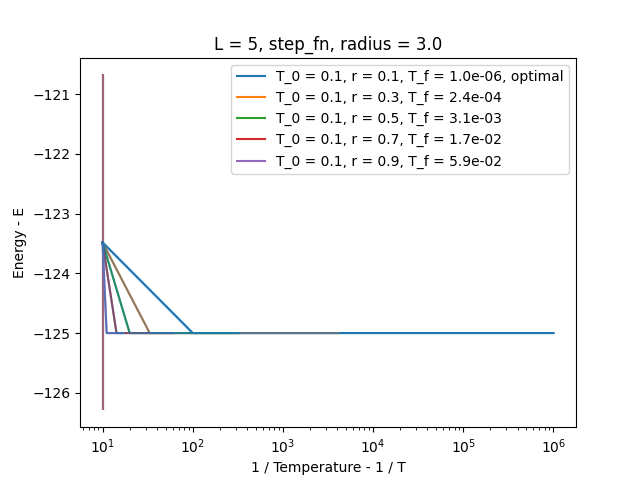 L = 5, step_fn, radius = 3.0
T_0 = 0.1, r = 0.1, T_f = 1.0e-06, optimal
T_0 = 0.1, r = 0.3, T_f = 2.4e-04
T_0 = 0.1, r = 0.5, T_f = 3.1e-03
T_0 = 0.1, r = 0.7, T_f = 1.7e-02
T_0 = 0.1, r = 0.9, T_f = 5.9e-02
Energy - E
−121
−122
−123
−124
−125
−126
10¹ 10² 10³ 10⁴ 10⁵ 10⁶
1 / Temperature - 1 / T